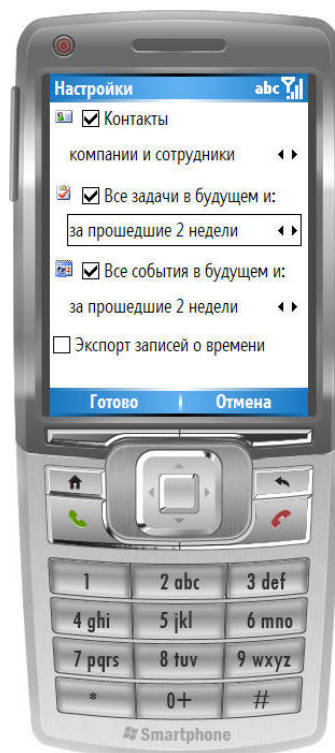 Настройки abc
Контакты
компании и сотрудники
Все задачи в будущем и:
за прошедшие 2 недели
Все события в будущем и:
за прошедшие 2 недели
Экспорт записей о времени
Готово Отмена
1 2 abc 3 def
4 ghi 5 jkl 6 mno
7 pqrs 8 tuv 9 wxyz
* 0+ #
Smartphone